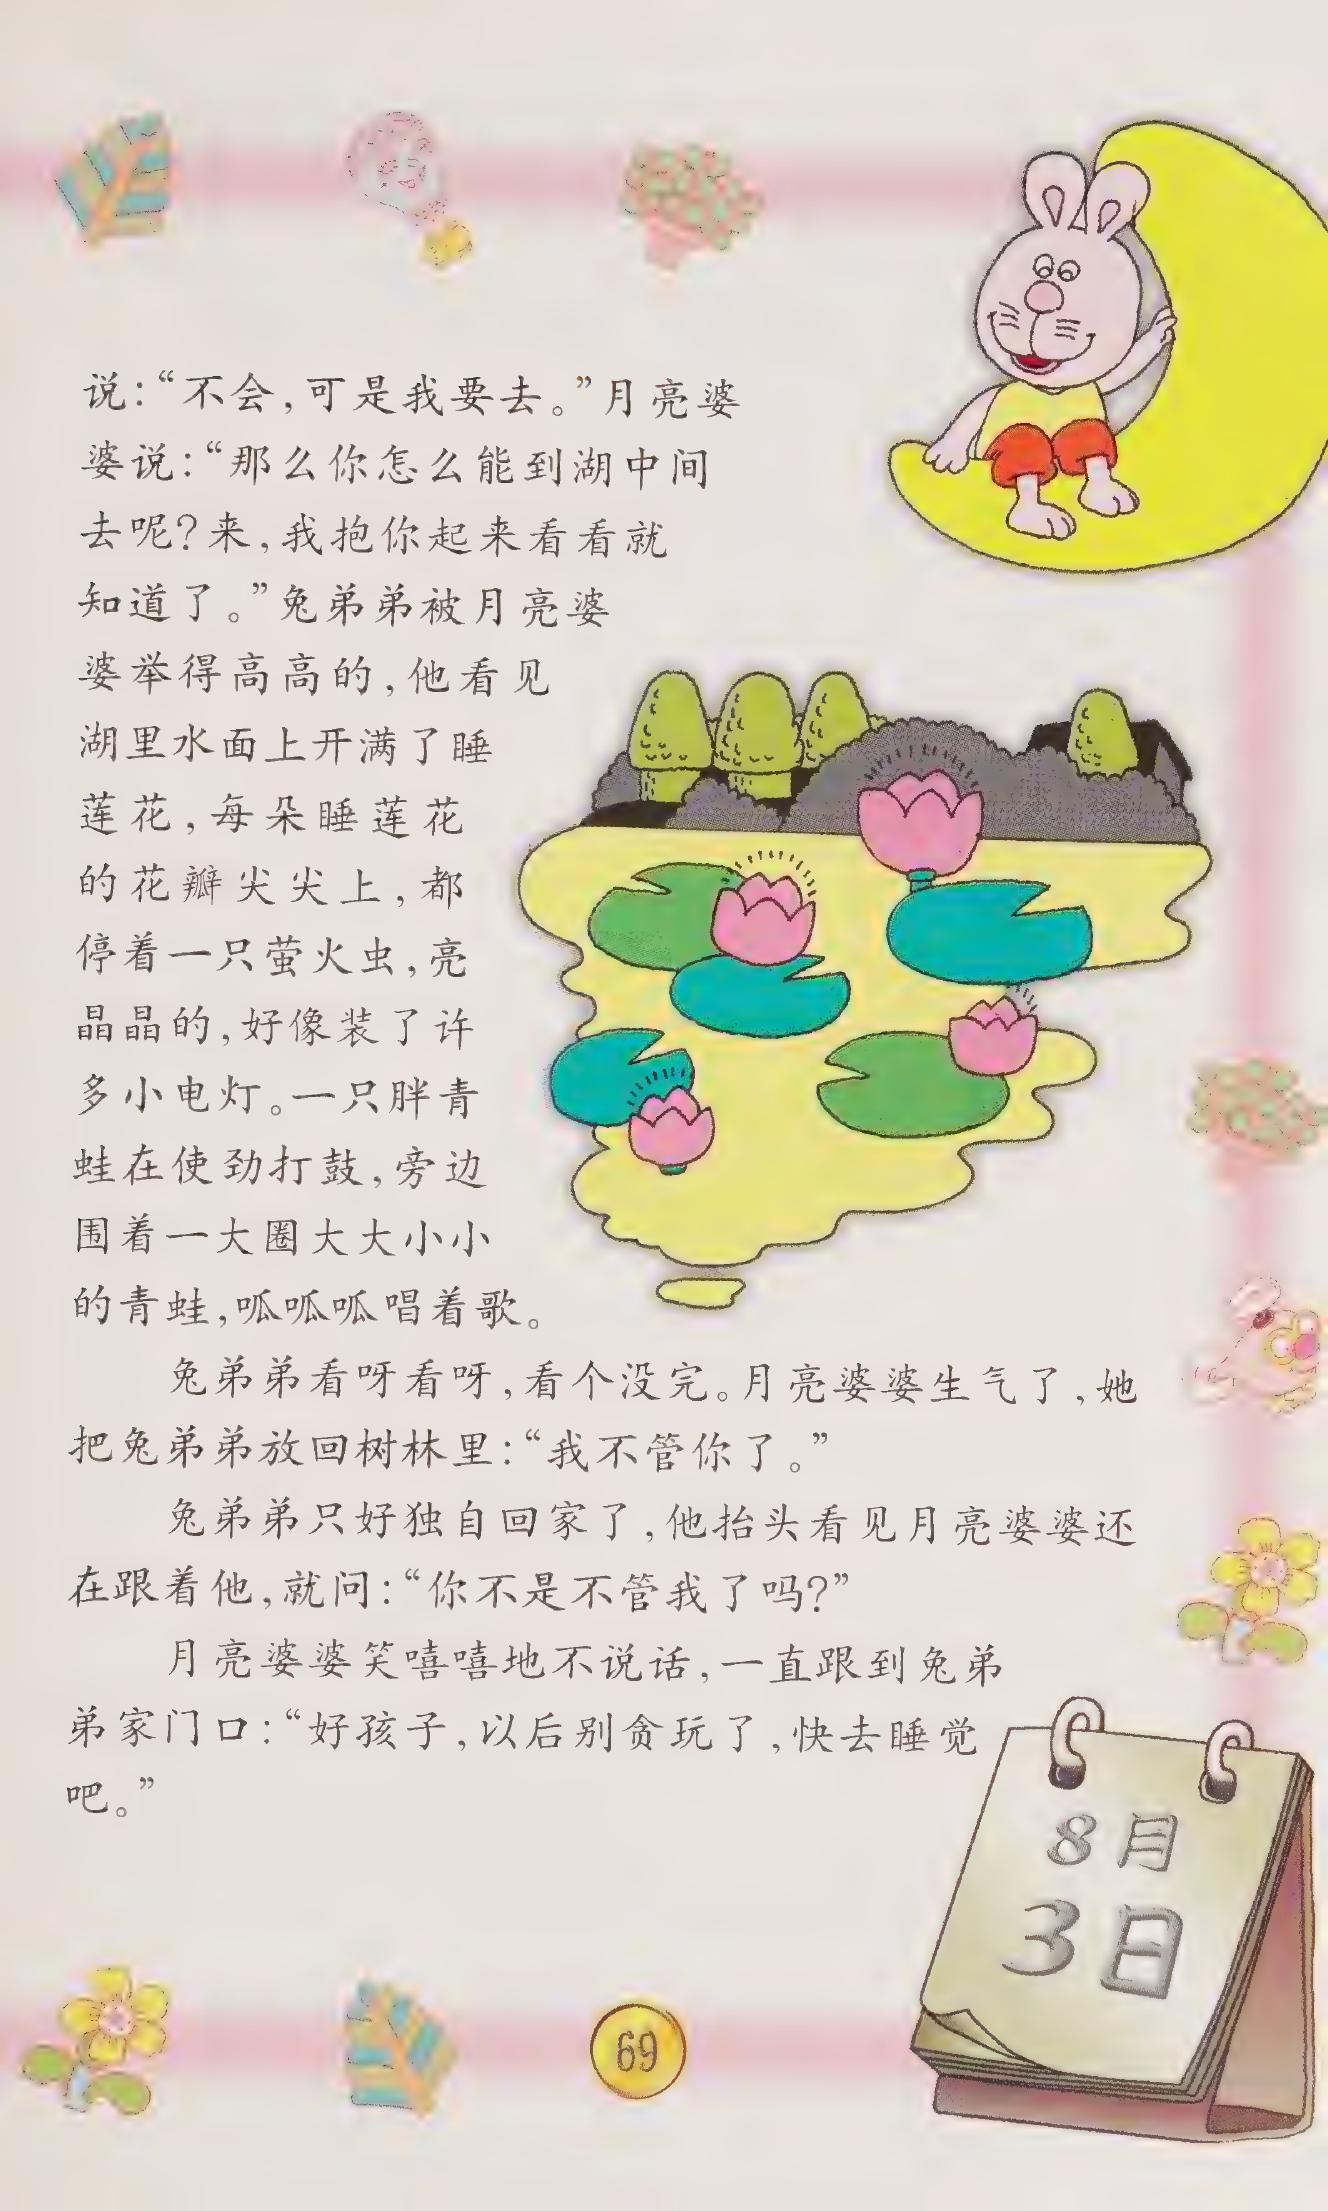 说：“不会，可是我要去。”月亮婆
婆说：“那么你怎么能到湖中间
去呢？来，我抱你起来看看就
知道了。”兔弟弟被月亮婆
婆举得高高的，他看见
湖里水面上开满了睡
莲花，每朵睡莲花
的花瓣尖尖上，都
停着一只萤火虫，亮
晶晶的，好像装了许
多小电灯。一只胖青
蛙在使劲打鼓，旁边
围着一大圈大大小小
的青蛙，呱呱呱唱着歌。
兔弟弟看呀看呀，看个没完。月亮婆婆生气了，她
把兔弟弟放回树林里：“我不管你了。”
兔弟弟只好独自回家了，他抬头看见月亮婆婆还
在跟着他，就问：“你不是不管我了吗？”
月亮婆婆笑嘻嘻地不说话，一直跟到兔弟
弟家门口：“好孩子，以后别贪玩了，快去睡觉
吧。”
8月
3日
69